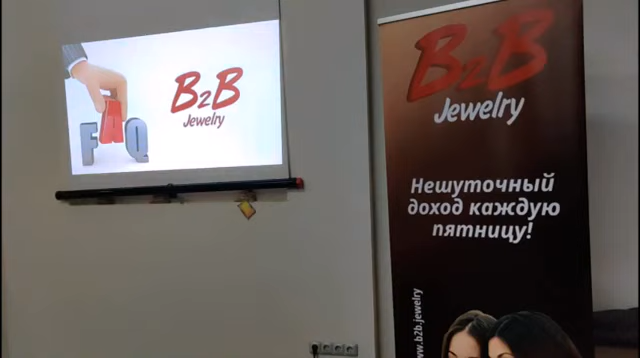 FAQ
B2B
Jewelry
B2B
Jewelry
Нешуточный
доход каждую
пятницу!
www.b2b.jewelry